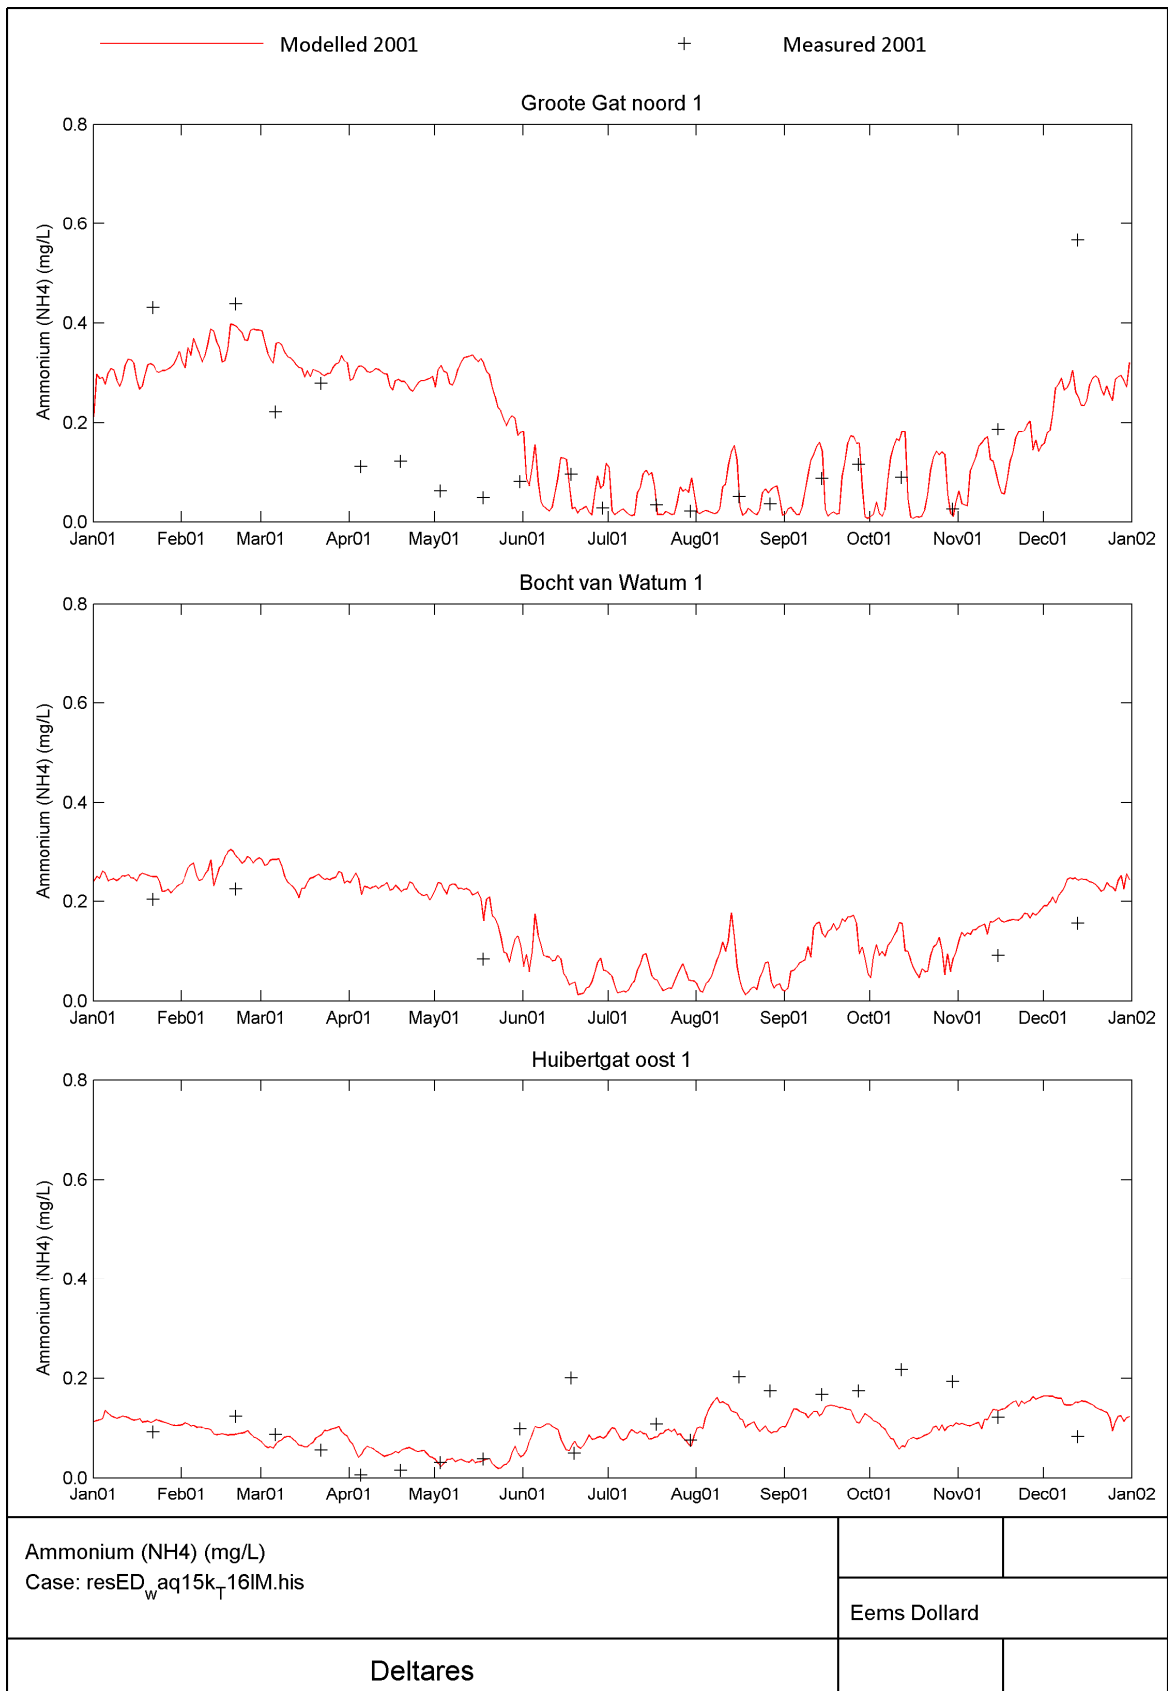 Modelled 2001 Measured 2001
Groote Gat noord 1
Ammonium (NH4) (mg/L)
0.8
0.6
0.4
0.2
0.0
Jan01 Feb01 Mar01 Apr01 May01 Jun01 Jul01 Aug01 Sep01 Oct01 Nov01 Dec01 Jan02
Bocht van Watum 1
Ammonium (NH4) (mg/L)
0.8
0.6
0.4
0.2
0.0
Jan01 Feb01 Mar01 Apr01 May01 Jun01 Jul01 Aug01 Sep01 Oct01 Nov01 Dec01 Jan02
Huibertgat oost 1
Ammonium (NH4) (mg/L)
0.8
0.6
0.4
0.2
0.0
Jan01 Feb01 Mar01 Apr01 May01 Jun01 Jul01 Aug01 Sep01 Oct01 Nov01 Dec01 Jan02
Ammonium (NH4) (mg/L)
Case: resEDwaq15kT16IM.his
Eems Dollard
Deltares